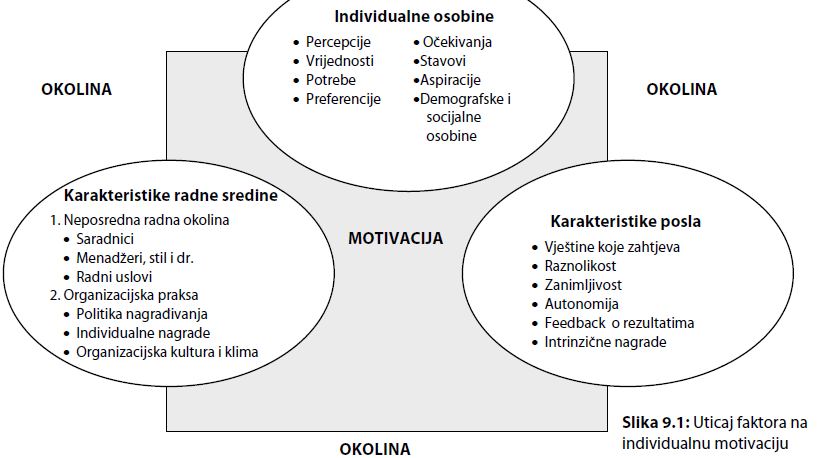 Individualne osobine
• Percepcije
• Vrijednosti
• Potrebe
• Preferencije
• Očekivanja
•Stavovi
•Aspiracije
•Demografske i
socijalne
osobine
OKOLINA
OKOLINA
Karakteristike radne sredine
1. Neposredna radna okolina
• Saradnici
• Menadžeri, stil i dr.
• Radni uslovi
2. Organizacijska praksa
• Politika nagrađivanja
• Individualne nagrade
• Organizacijska kultura i klima
MOTIVACIJA
Karakteristike posla
• Vještine koje zahtjeva
• Raznolikost
• Zanimljivost
• Autonomija
• Feedback o rezultatima
• Intrinzične nagrade
OKOLINA
Slika 9.1: Uticaj faktora na
individualnu motivaciju